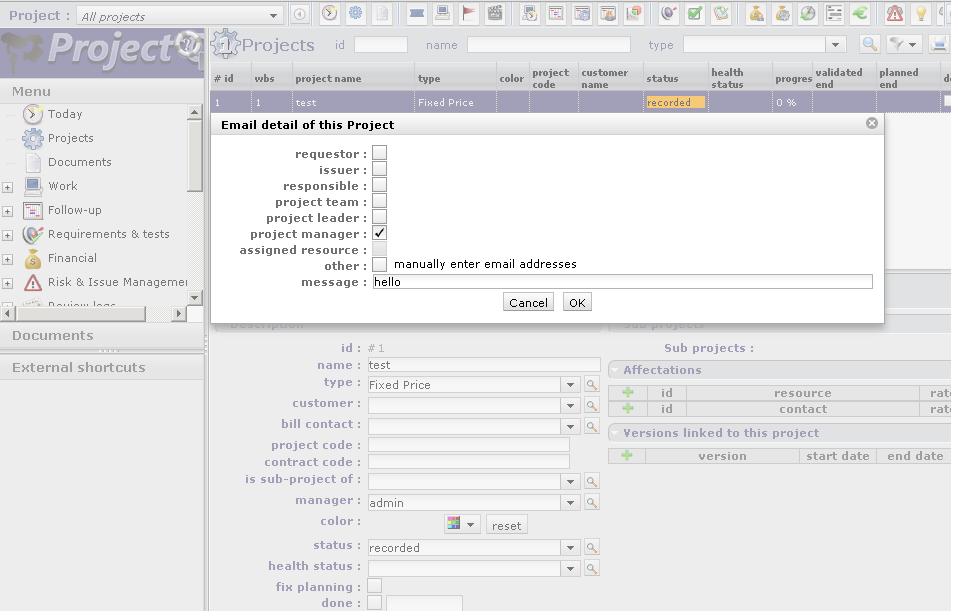 Project : All projects
Project
Projects id name type
Menu
# id wbs project name type color project code customer name status health status progres validated end planned end
1 1 test Fixed Price recorded 0 %
Today
Projects
Documents
Work
Follow-up
Requirements & tests
Financial
Risk & Issue Managemen
Review logs
Documents
External shortcuts
Email detail of this Project
requestor :
issuer :
responsible :
project team :
project leader :
project manager :
assigned resource :
other : manually enter email addresses
message : hello
Cancel OK
Description
Sub projects
id : # 1
name : test
type : Fixed Price
customer :
bill contact :
project code :
contract code :
is sub-project of :
manager : admin
color : reset
status : recorded
health status :
fix planning :
done :
Sub projects :
Affectations
id resource rat
id contact rat
Versions linked to this project
version start date end date